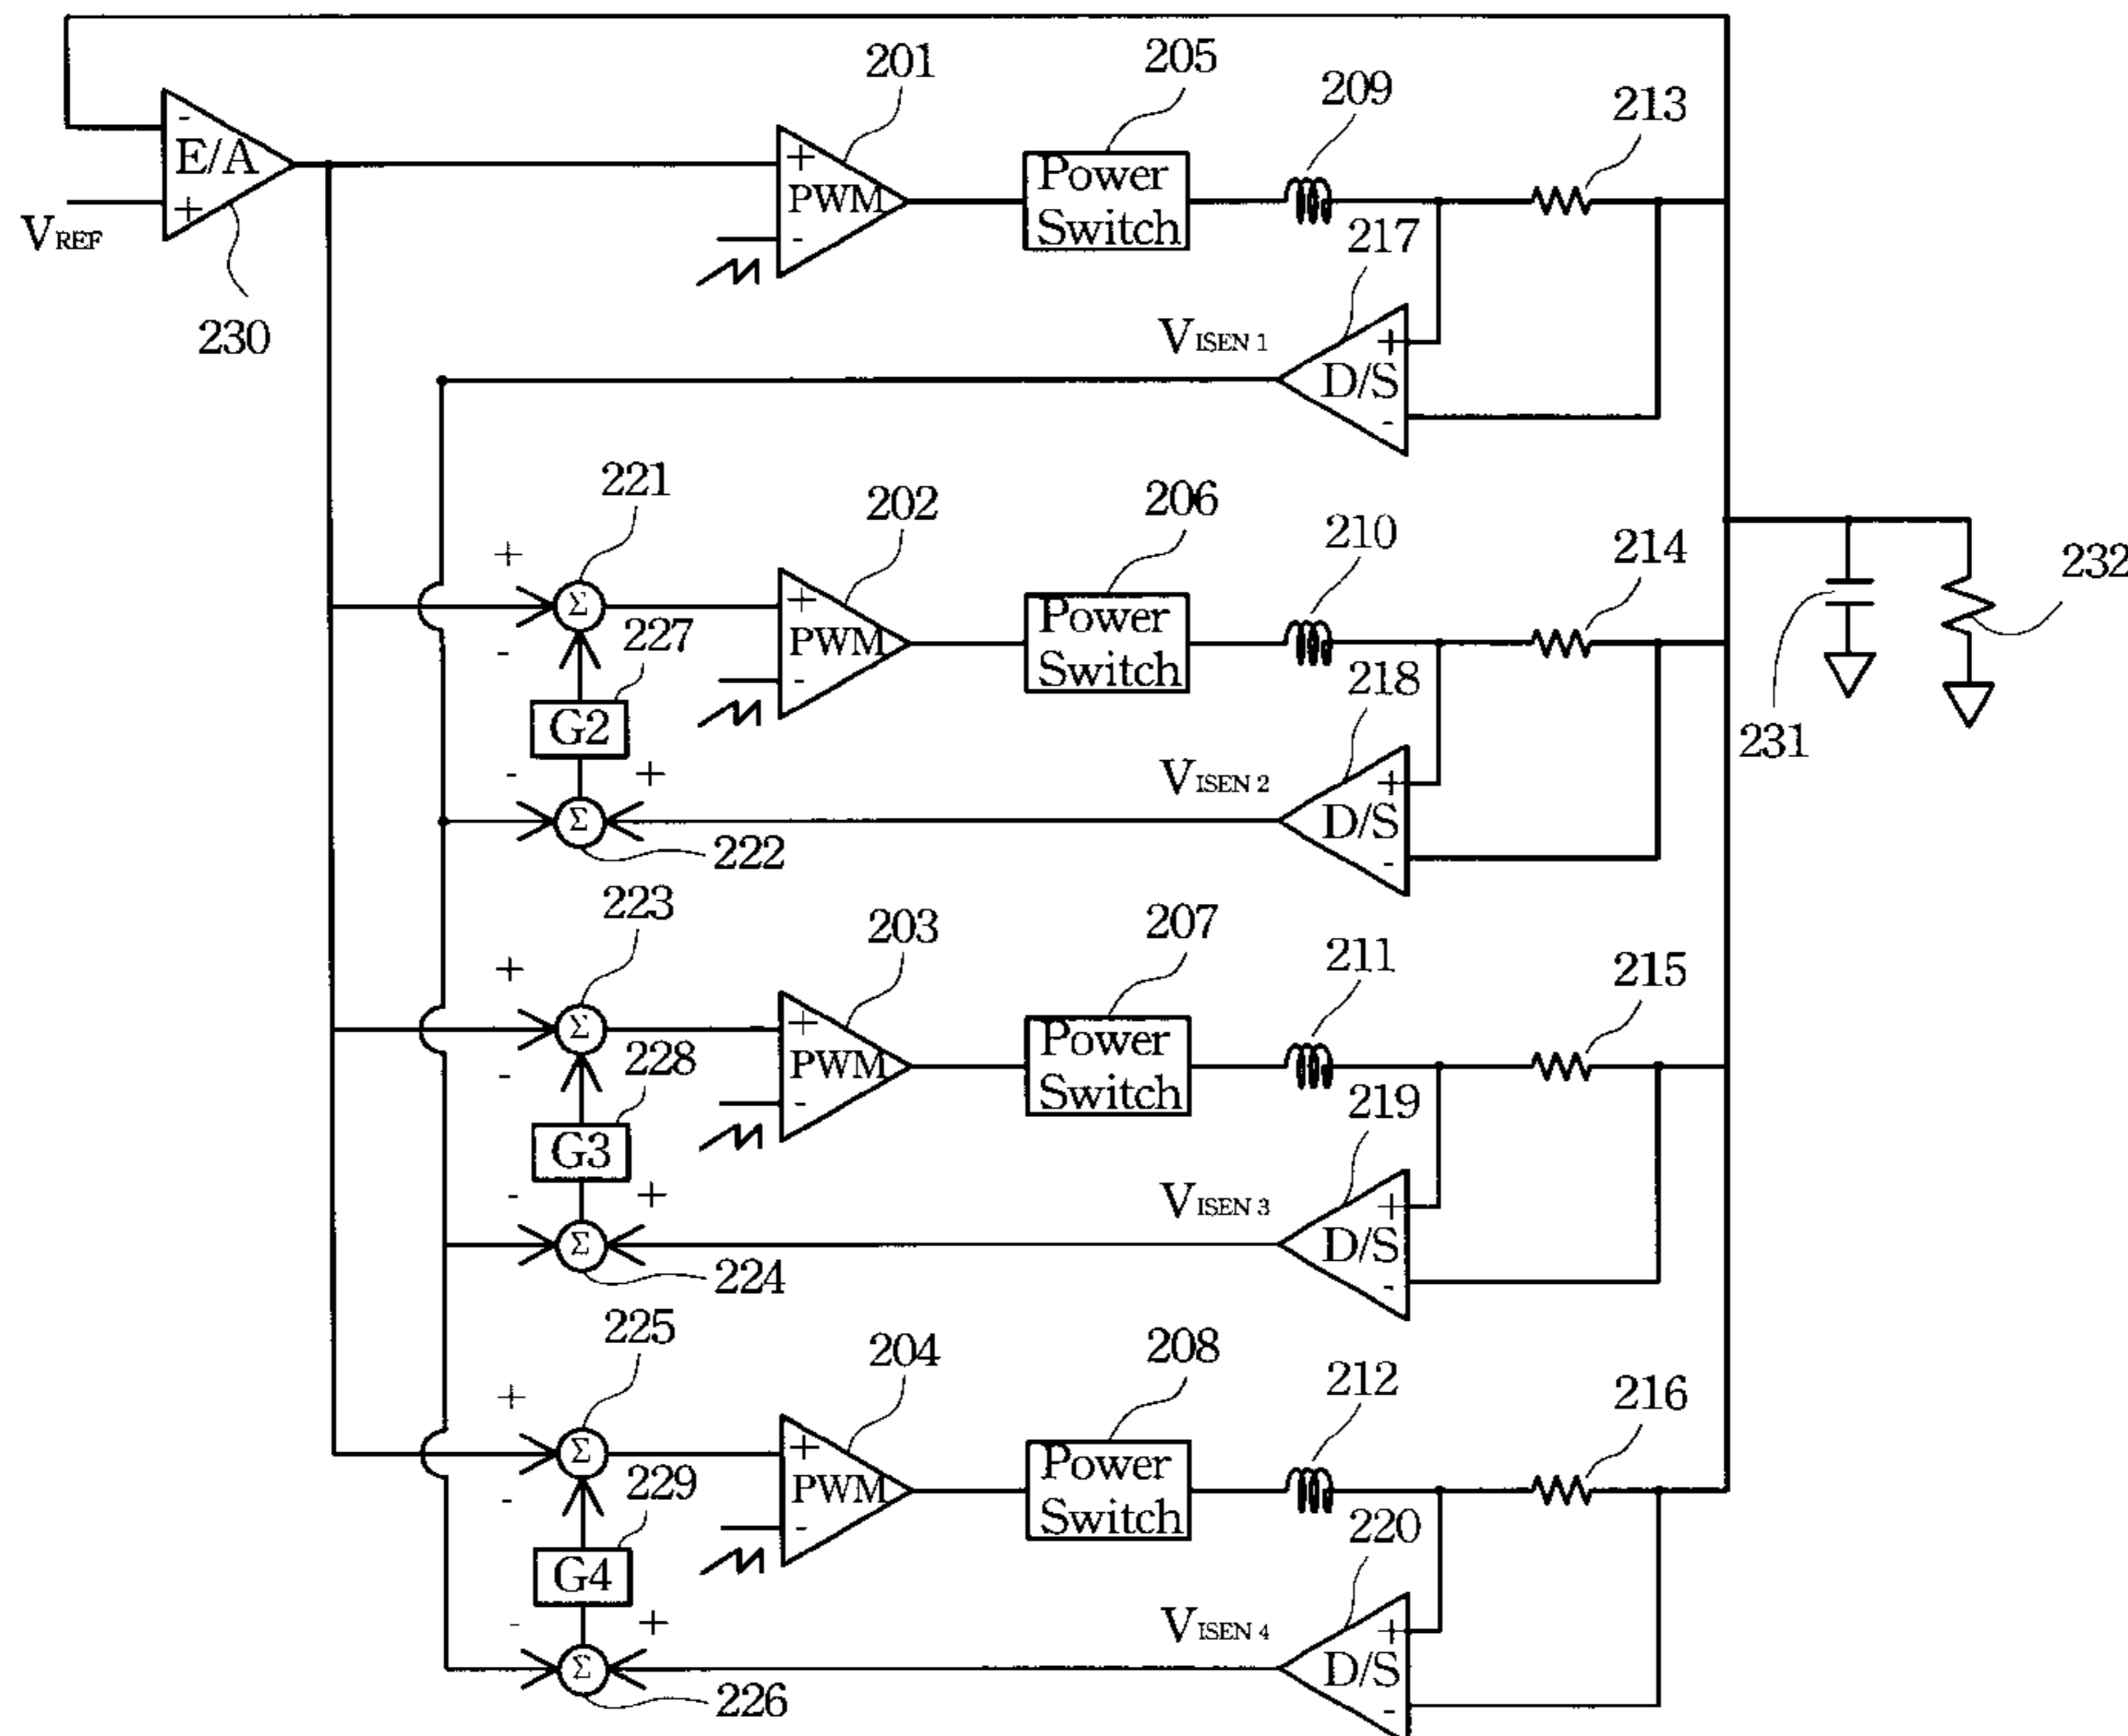 201
205
209
213
-
E/A
+
VREF
230
+
PWM
-
Power
Switch
217
VISEN 1
+
D/S
-
221
202
206
210
214
232
+
Σ
-
227
+
PWM
-
Power
Switch
218
231
G2
-
+
VISEN 2
+
D/S
-
Σ
222
223
203
207
211
215
+
Σ
-
228
+
PWM
-
Power
Switch
219
G3
-
+
VISEN 3
+
D/S
-
Σ
224
225
204
208
212
216
+
Σ
-
229
+
PWM
-
Power
Switch
220
G4
-
+
VISEN 4
+
D/S
-
Σ
226